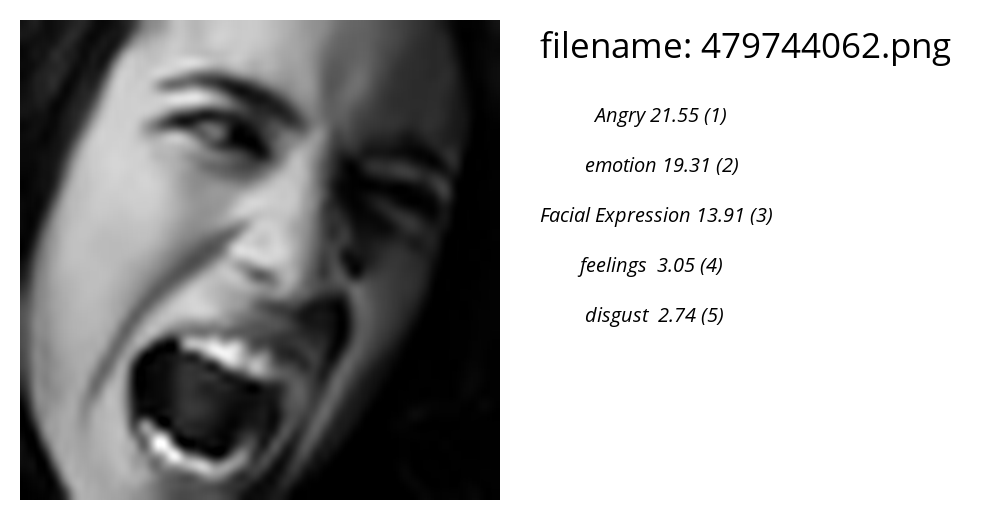 filename: 479744062.png
Angry 21.55 (1)
emotion 19.31 (2)
Facial Expression 13.91 (3)
feelings 3.05 (4)
disgust 2.74 (5)